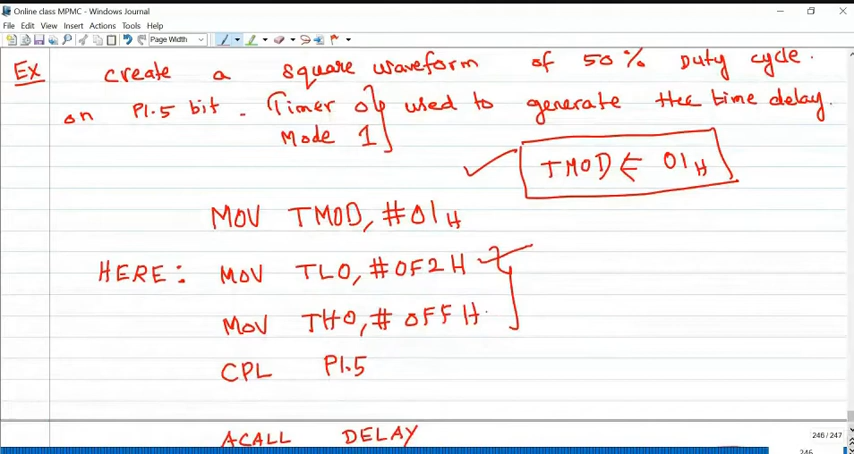 Online class MPMC - Windows Journal
File Edit View Insert Actions Tools Help
Page Width
Ex create a square waveform of 50% Duty cycle.
on P1.5 bit. (Timer 0 used to generate the time delay.
Mode 1)
TMOD ⇐ 01H
MOV TMOD, #01H
HERE: MOV TL0, #0F2H
MOV TH0, #0FFH
CPL P1.5
ACALL DELAY
246 / 247
246